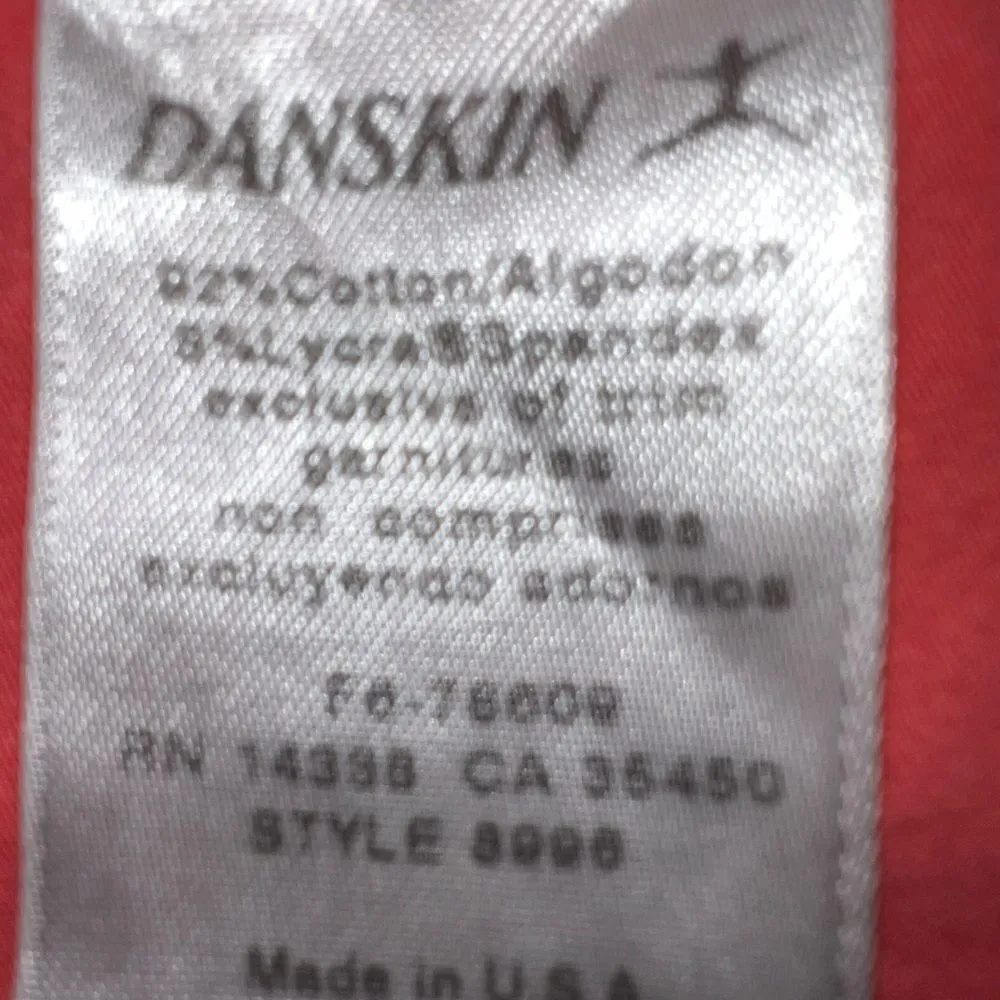 DANSKIN
92% Cotton/Algodon
8% Lycra® Spandex
exclusive of trim
garnitures
non comprises
excluyendo adornos
RN 14398 CA 35450
STYLE
Made in U.S.A.